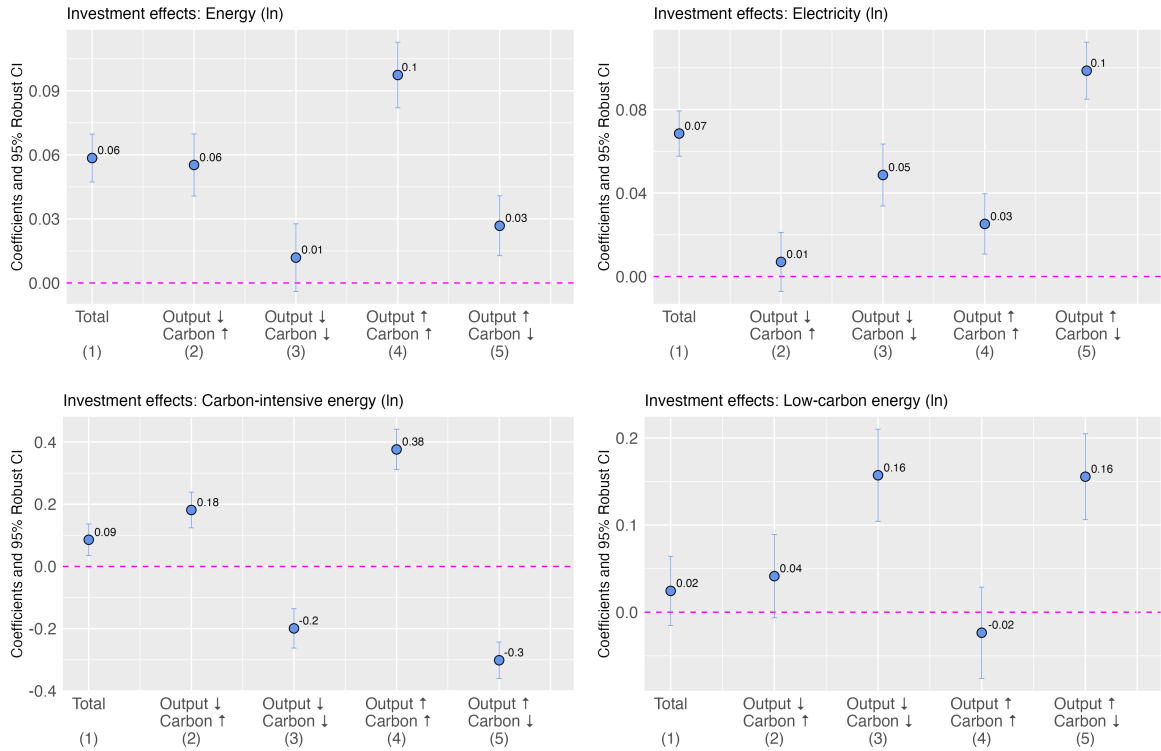 Investment effects: Energy (ln)
Coefficients and 95% Robust CI
0.09
0.06
0.03
0.00
0.06
0.06
0.01
0.1
0.03
Total
Output ↓
Output ↓
Output ↑
Output ↑
Carbon ↑
Carbon ↓
Carbon ↑
Carbon ↓
(1)
(2)
(3)
(4)
(5)
Investment effects: Electricity (ln)
Coefficients and 95% Robust CI
0.08
0.04
0.00
0.07
0.01
0.05
0.03
0.1
Total
Output ↓
Output ↓
Output ↑
Output ↑
Carbon ↑
Carbon ↓
Carbon ↑
Carbon ↓
(1)
(2)
(3)
(4)
(5)
Investment effects: Carbon-intensive energy (ln)
Coefficients and 95% Robust CI
0.4
0.2
0.0
-0.2
-0.4
0.09
0.18
-0.2
0.38
-0.3
Total
Output ↓
Output ↓
Output ↑
Output ↑
Carbon ↑
Carbon ↓
Carbon ↑
Carbon ↓
(1)
(2)
(3)
(4)
(5)
Investment effects: Low-carbon energy (ln)
Coefficients and 95% Robust CI
0.2
0.1
0.0
0.02
0.04
0.16
-0.02
0.16
Total
Output ↓
Output ↓
Output ↑
Output ↑
Carbon ↑
Carbon ↓
Carbon ↑
Carbon ↓
(1)
(2)
(3)
(4)
(5)